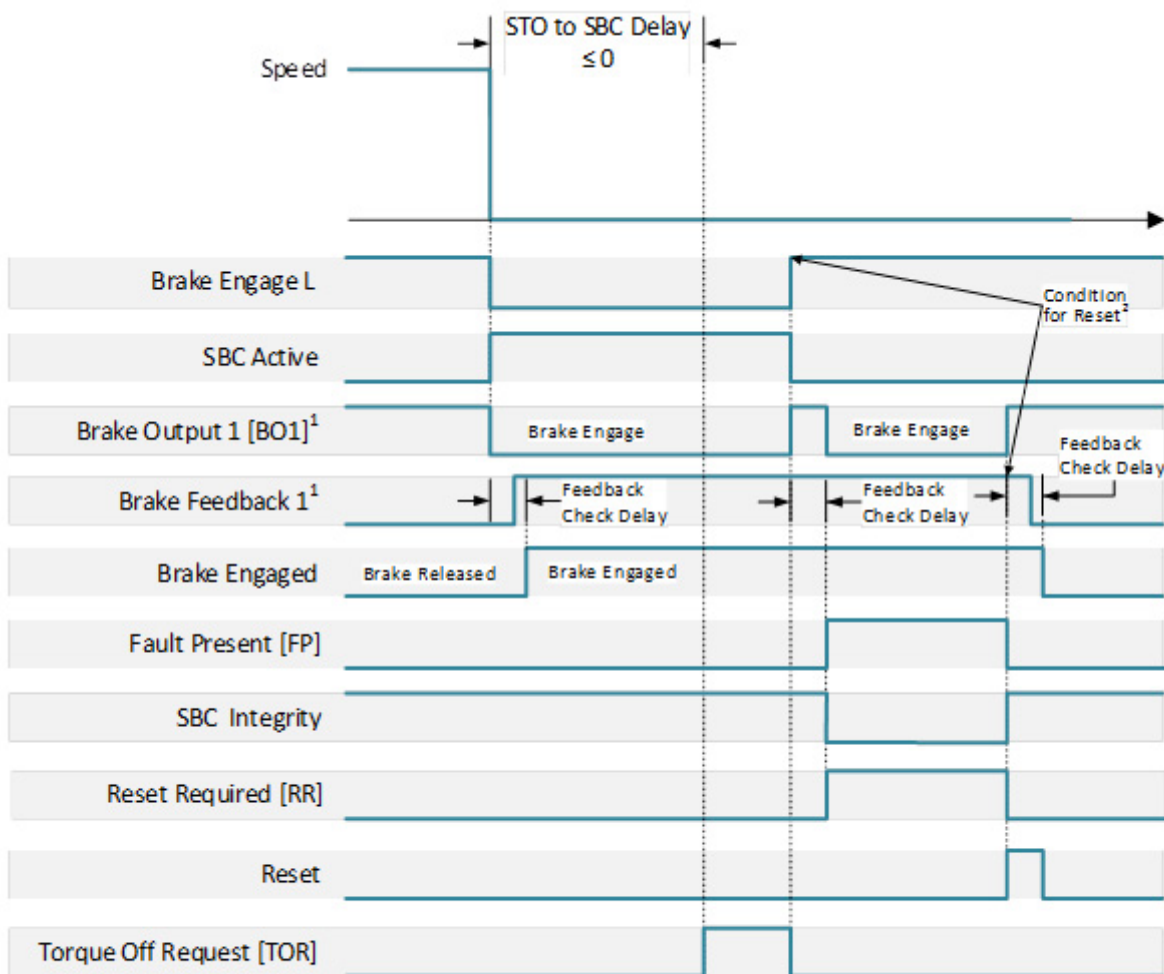 STO to SBC Delay
≤ 0
Speed
Brake Engage L
Condition
for Reset²
SBC Active
Brake Output 1 [BO1]¹
Brake Engage
Brake Engage
Feedback
Check Delay
Brake Feedback 1¹
Feedback
Check Delay
Feedback
Check Delay
Brake Engaged
Brake Released
Brake Engaged
Fault Present [FP]
SBC Integrity
Reset Required [RR]
Reset
Torque Off Request [TOR]